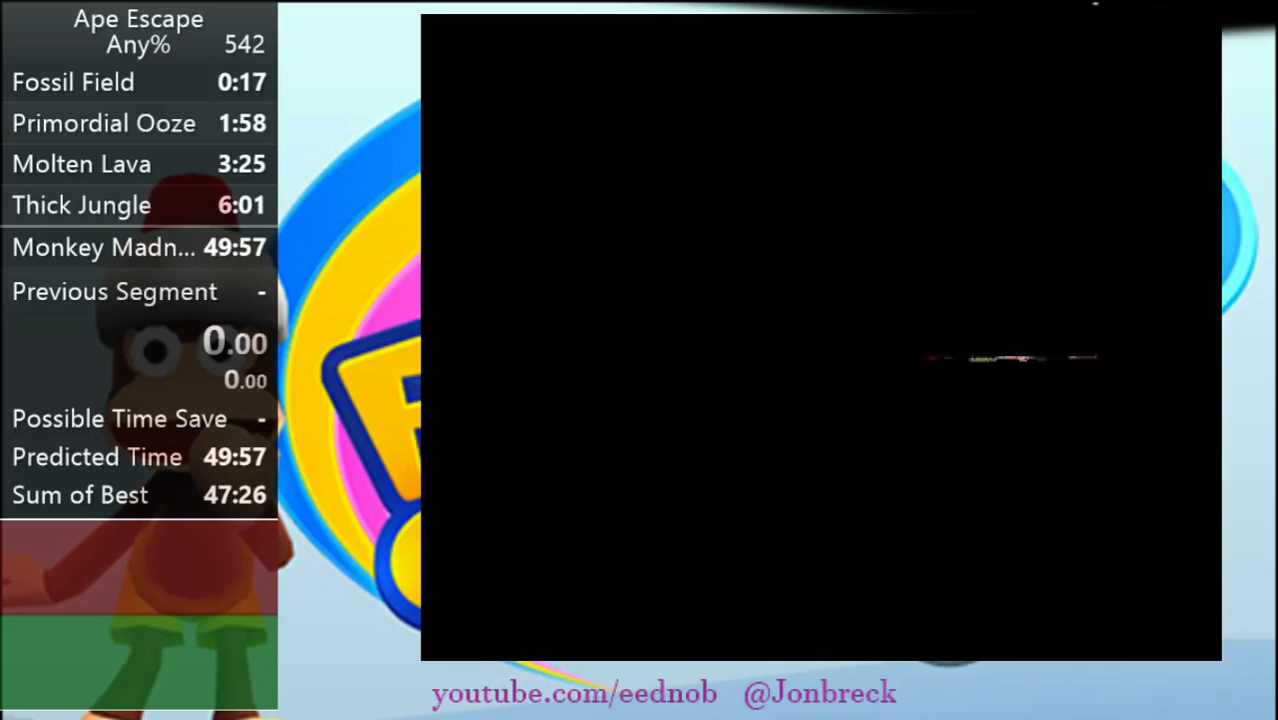 Ape Escape
Any% 542
Fossil Field 0:17
Primordial Ooze 1:58
Molten Lava 3:25
Thick Jungle 6:01
Monkey Madn... 49:57
Previous Segment -
0.00
0.00
Possible Time Save -
Predicted Time 49:57
Sum of Best 47:26
youtube.com/eednob @Jonbreck